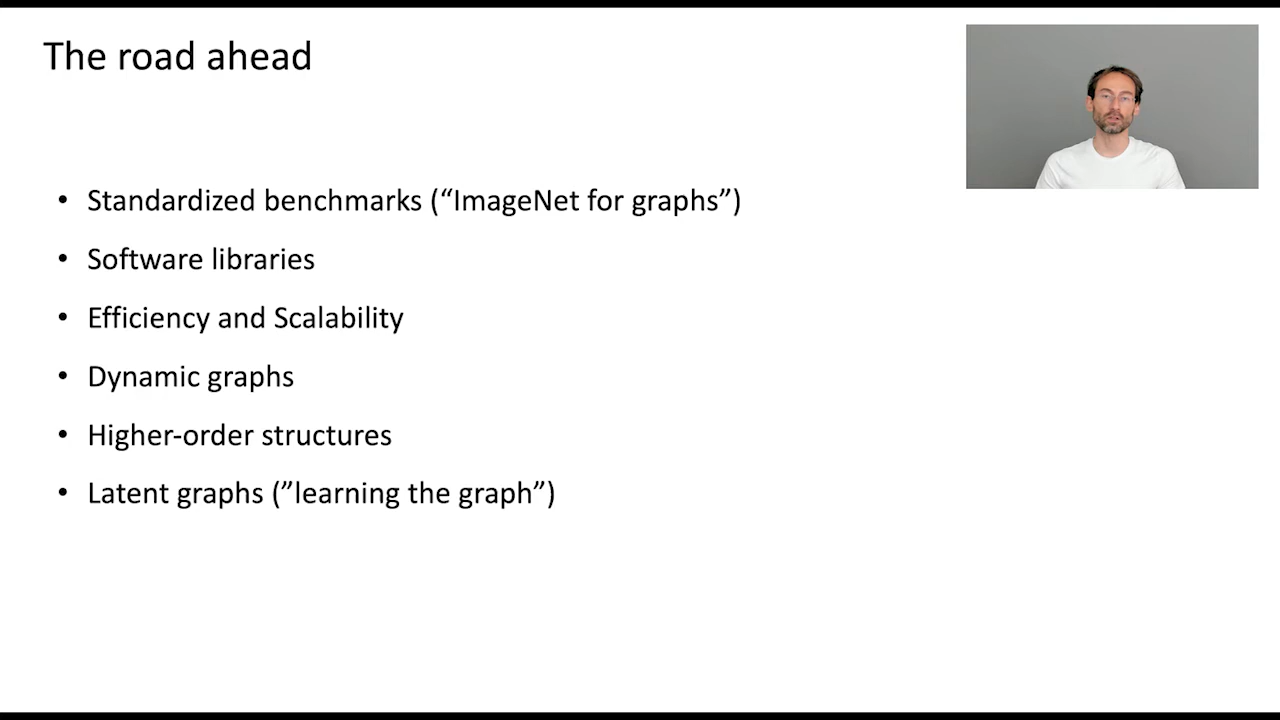 The road ahead
• Standardized benchmarks (“ImageNet for graphs”)
• Software libraries
• Efficiency and Scalability
• Dynamic graphs
• Higher-order structures
• Latent graphs (”learning the graph”)